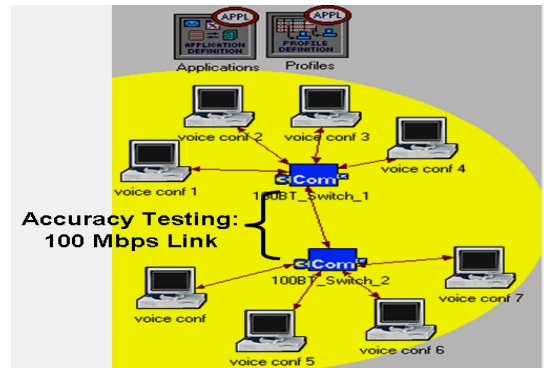 APPL
APPL
APPLICATION
DEFINITION
PROFILE
DEFINITION
Applications
Profiles
voice conf 2
voice conf 3
voice conf 1
voice conf 4
Com
100BT_Switch_1
Accuracy Testing:
100 Mbps Link
Com
100BT_Switch_2
voice conf
voice conf 5
voice conf 6
voice conf 7